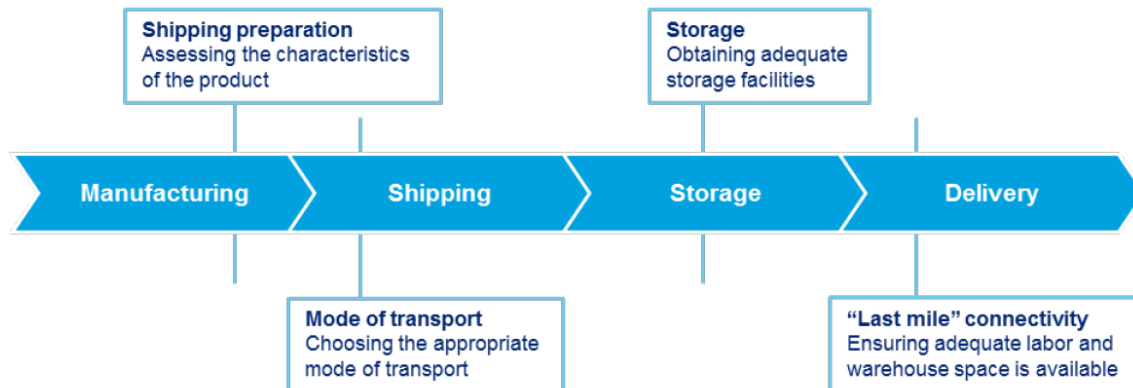 Shipping preparation
Assessing the characteristics
of the product
Storage
Obtaining adequate
storage facilities
Manufacturing
Shipping
Storage
Delivery
Mode of transport
Choosing the appropriate
mode of transport
“Last mile” connectivity
Ensuring adequate labor and
warehouse space is available